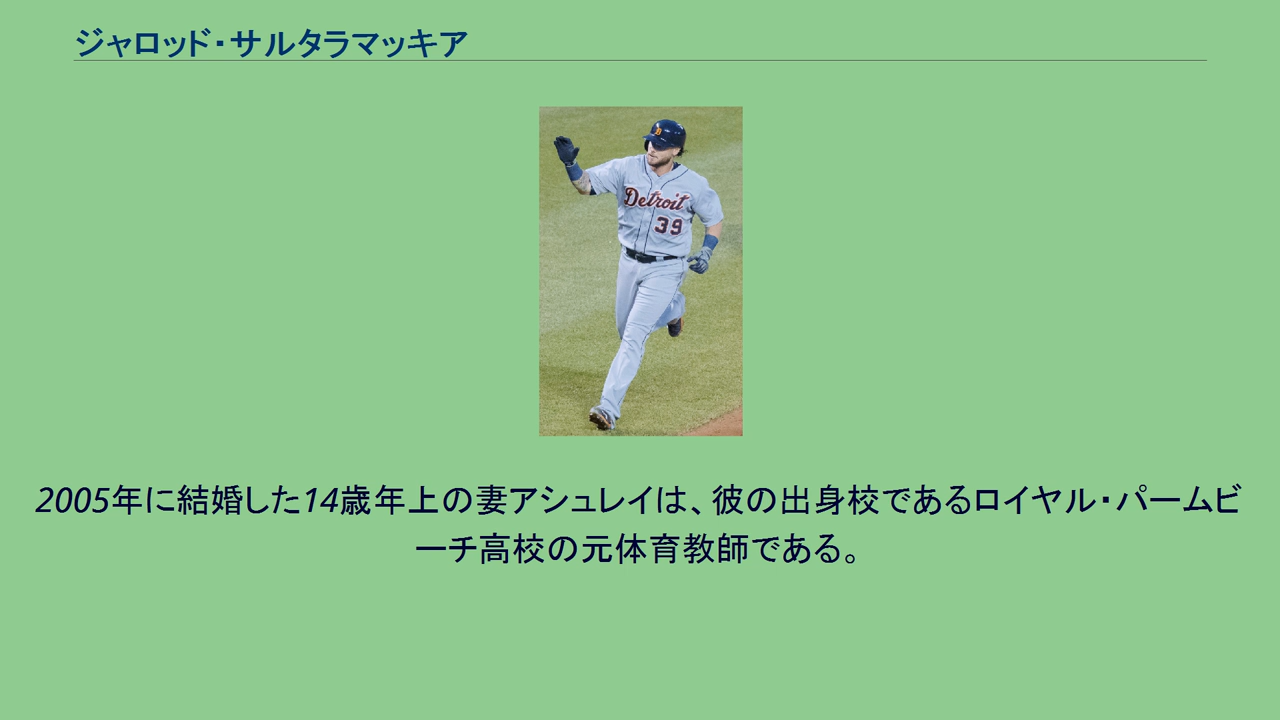 ジャロッド・サルタラマッキア
Detroit
39
2005年に結婚した14歳年上の妻アシュレイは、彼の出身校であるロイヤル・パームビ
ーチ高校の元体育教師である。